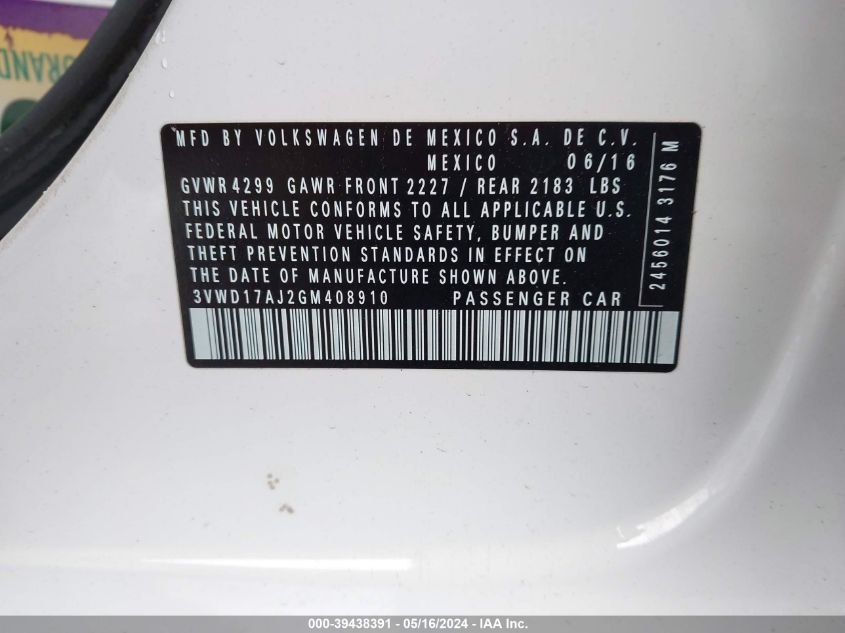 BRAND
MFD BY VOLKSWAGEN DE MEXICO S.A. DE C.V.
MEXICO 06/16
GVWR 4299 GAWR FRONT 2227 / REAR 2183 LBS
THIS VEHICLE CONFORMS TO ALL APPLICABLE U.S.
FEDERAL MOTOR VEHICLE SAFETY, BUMPER AND
THEFT PREVENTION STANDARDS IN EFFECT ON
THE DATE OF MANUFACTURE SHOWN ABOVE.
3VWD17AJ2GM408910 PASSENGER CAR
2456014 3176 M
000-39438391 - 05/16/2024 - IAA Inc.